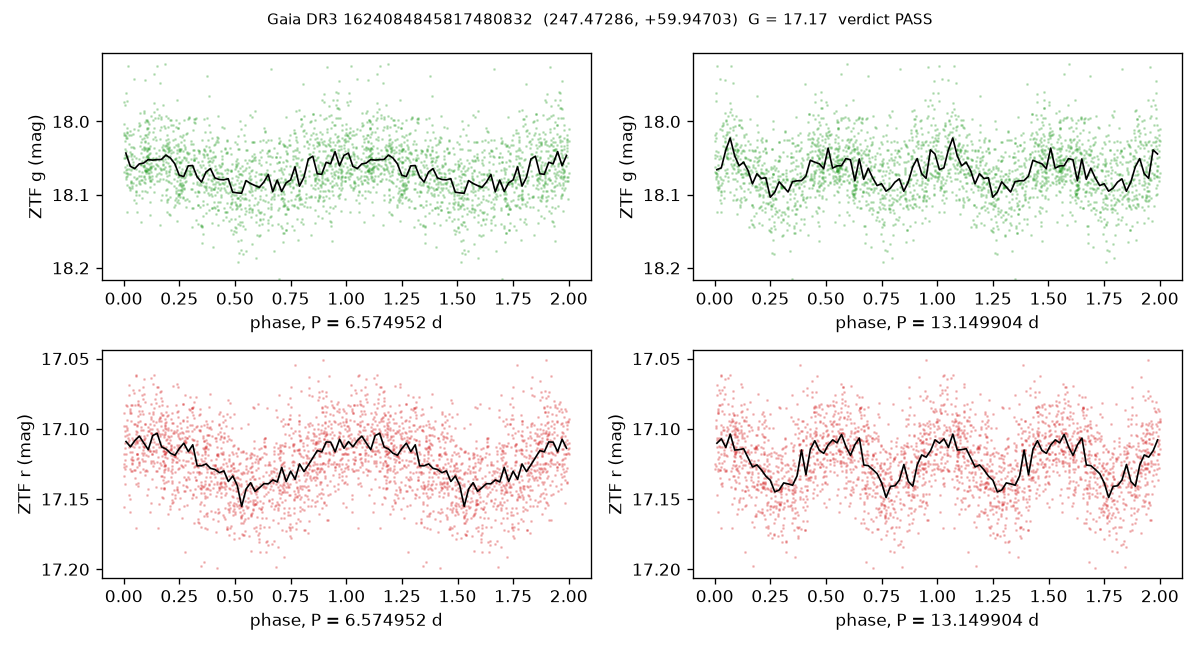 Gaia DR3 1624084845817480832 (247.47286, +59.94703) G = 17.17 verdict PASS
ZTF g (mag)
18.0
18.1
18.2
0.00 0.25 0.50 0.75 1.00 1.25 1.50 1.75 2.00
phase, P = 6.574952 d
ZTF g (mag)
18.0
18.1
18.2
0.00 0.25 0.50 0.75 1.00 1.25 1.50 1.75 2.00
phase, P = 13.149904 d
ZTF r (mag)
17.05
17.10
17.15
17.20
0.00 0.25 0.50 0.75 1.00 1.25 1.50 1.75 2.00
phase, P = 6.574952 d
ZTF r (mag)
17.05
17.10
17.15
17.20
0.00 0.25 0.50 0.75 1.00 1.25 1.50 1.75 2.00
phase, P = 13.149904 d